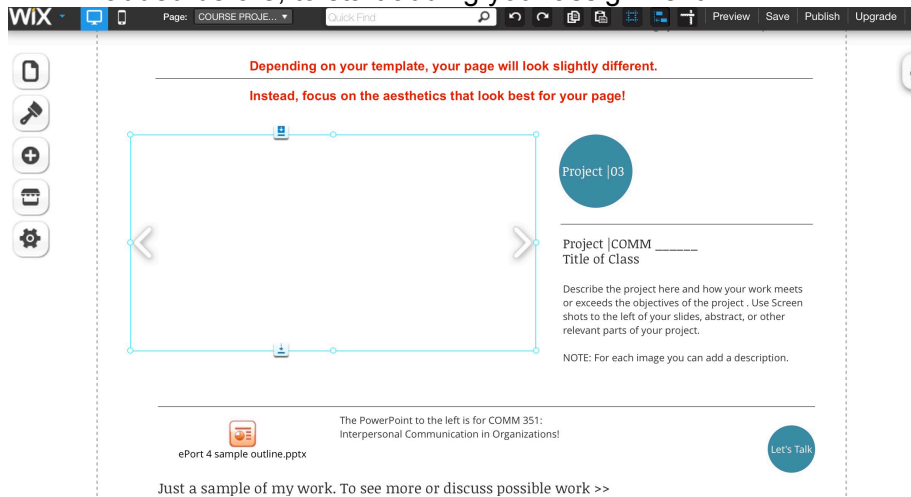 WiX
Page: COURSE PROJE...
Quick Find
Preview
Save
Publish
Upgrade
Depending on your template, your page will look slightly different.
Instead, focus on the aesthetics that look best for your page!
Project |03
Project |COMM ______
Title of Class
Describe the project here and how your work meets
or exceeds the objectives of the project . Use Screen
shots to the left of your slides, abstract, or other
relevant parts of your project.
NOTE: For each image you can add a description.
The PowerPoint to the left is for COMM 351:
Interpersonal Communication in Organizations!
ePort 4 sample outline.pptx
Let's Talk
Just a sample of my work. To see more or discuss possible work >>